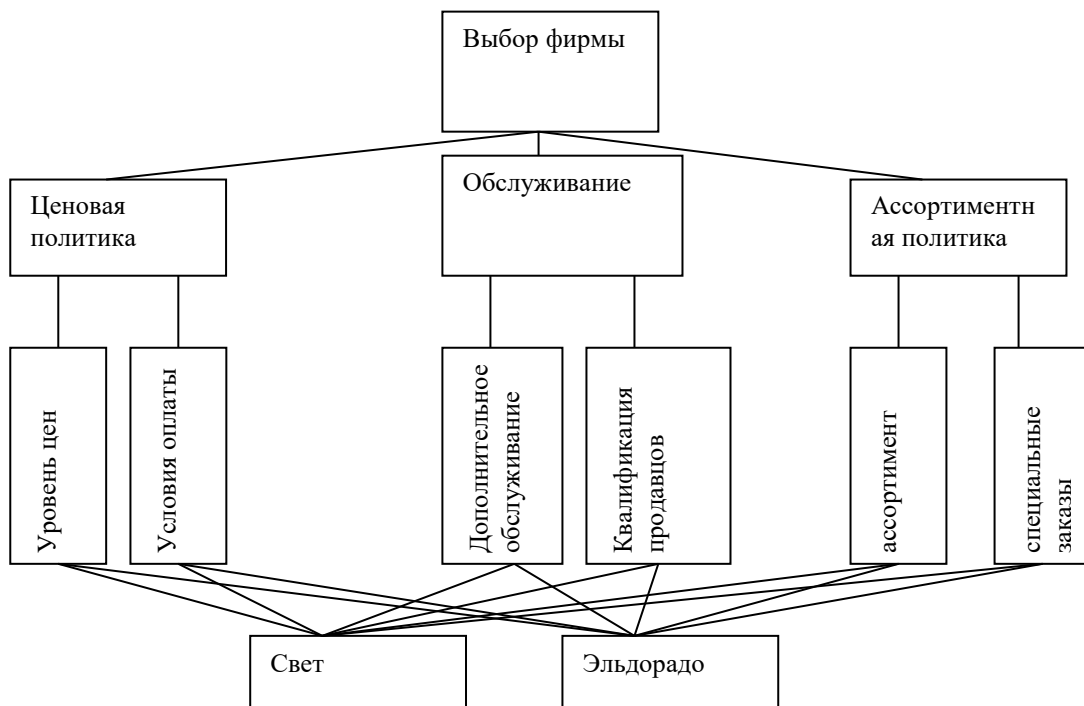 Выбор фирмы
Ценовая
политика
Обслуживание
Ассортиментн
ая политика
Уровень цен
Условия оплаты
Дополнительное
обслуживание
Квалификация
продавцов
ассортимент
специальные
заказы
Свет
Эльдорадо